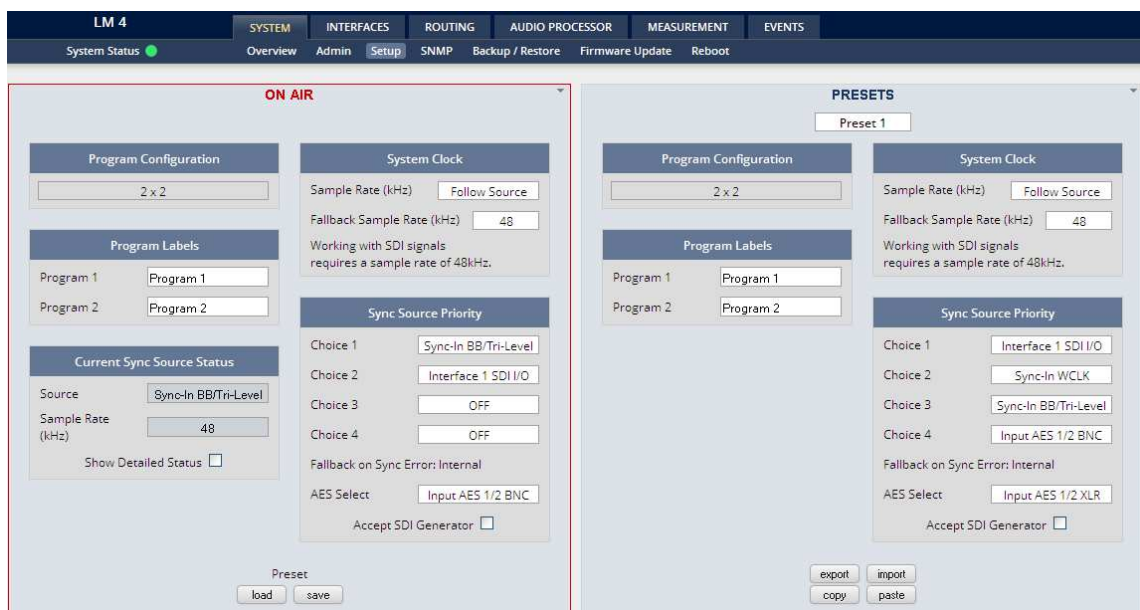 LM 4
SYSTEM INTERFACES ROUTING AUDIO PROCESSOR MEASUREMENT EVENTS
System Status Overview Admin Setup SNMP Backup / Restore Firmware Update Reboot
ON AIR
Program Configuration
2 x 2
Program Labels
Program 1 Program 1
Program 2 Program 2
Current Sync Source Status
Source Sync-In BB/Tri-Level
Sample Rate
(kHz) 48
Show Detailed Status
System Clock
Sample Rate (kHz) Follow Source
Fallback Sample Rate (kHz) 48
Working with SDI signals
requires a sample rate of 48kHz.
Sync Source Priority
Choice 1 Sync-In BB/Tri-Level
Choice 2 Interface 1 SDI I/O
Choice 3 OFF
Choice 4 OFF
Fallback on Sync Error: Internal
AES Select Input AES 1/2 BNC
Accept SDI Generator
Preset
load save
PRESETS
Preset 1
Program Configuration
2 x 2
Program Labels
Program 1 Program 1
Program 2 Program 2
System Clock
Sample Rate (kHz) Follow Source
Fallback Sample Rate (kHz) 48
Working with SDI signals
requires a sample rate of 48kHz.
Sync Source Priority
Choice 1 Interface 1 SDI I/O
Choice 2 Sync-In WCLK
Choice 3 Sync-In BB/Tri-Level
Choice 4 Input AES 1/2 BNC
Fallback on Sync Error: Internal
AES Select Input AES 1/2 XLR
Accept SDI Generator
export import
copy paste